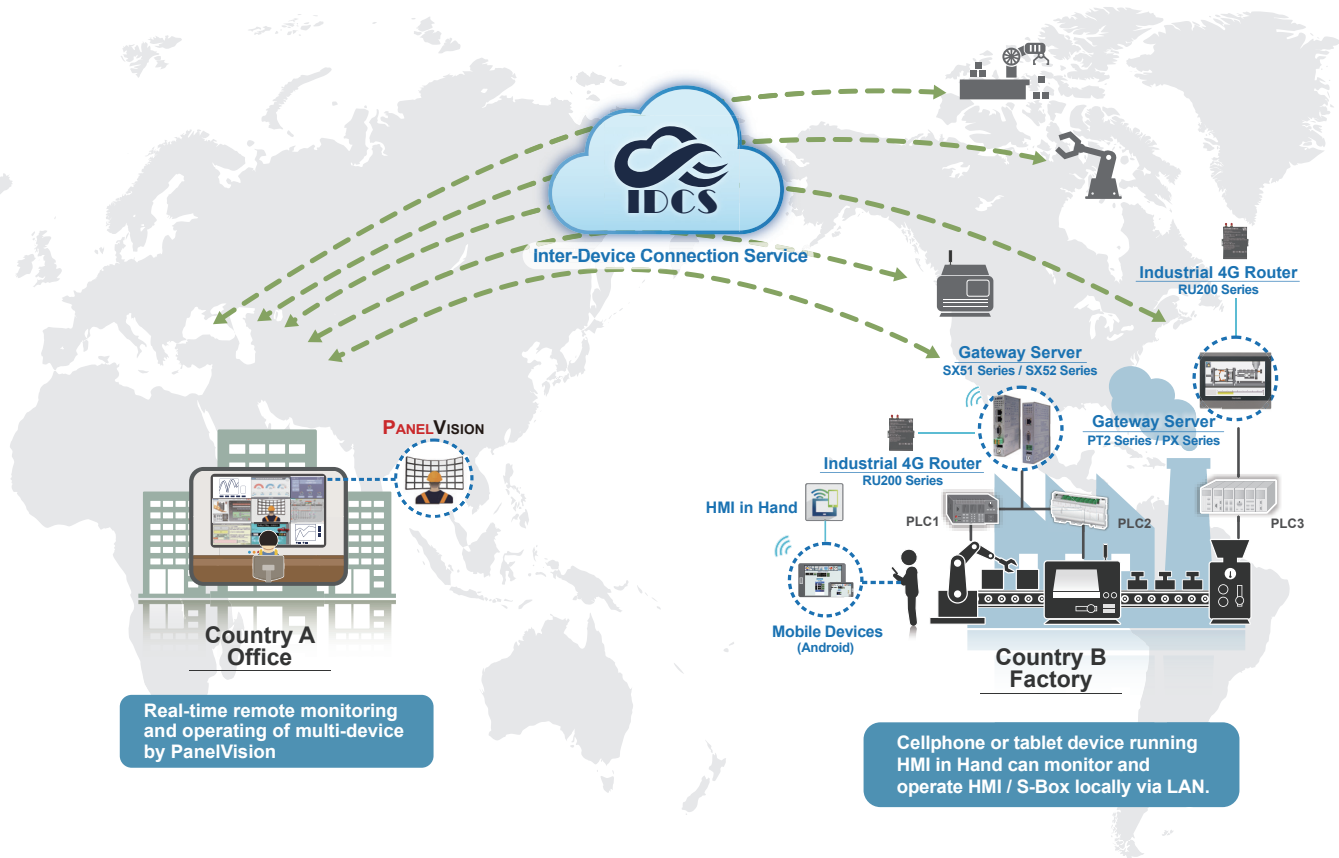 IDCS
Inter-Device Connection Service
Industrial 4G Router
RU200 Series
Gateway Server
SX51 Series / SX52 Series
Gateway Server
PT2 Series / PX Series
PANELVISION
Industrial 4G Router
RU200 Series
HMI in Hand
PLC1
PLC2
PLC3
Mobile Devices
(Android)
Country A
Office
Country B
Factory
Real-time remote monitoring
and operating of multi-device
by PanelVision
Cellphone or tablet device running
HMI in Hand can monitor and
operate HMI / S-Box locally via LAN.